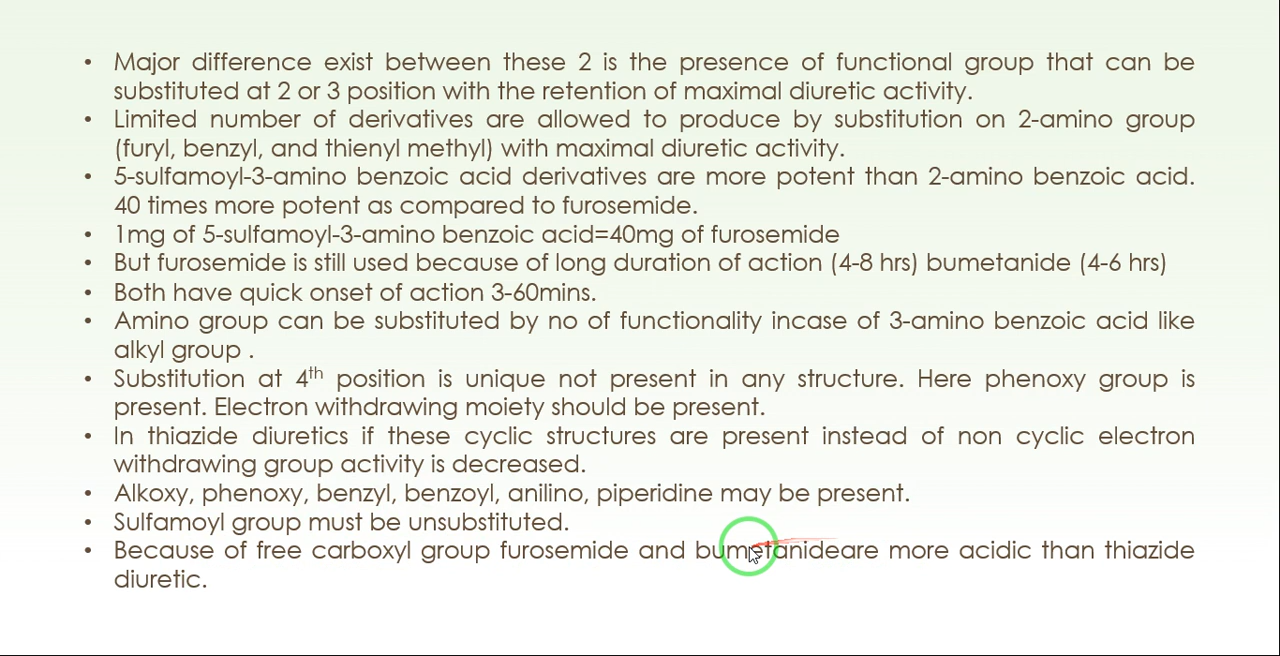 • Major difference exist between these 2 is the presence of functional group that can be
substituted at 2 or 3 position with the retention of maximal diuretic activity.
• Limited number of derivatives are allowed to produce by substitution on 2-amino group
(furyl, benzyl, and thienyl methyl) with maximal diuretic activity.
• 5-sulfamoyl-3-amino benzoic acid derivatives are more potent than 2-amino benzoic acid.
40 times more potent as compared to furosemide.
• 1mg of 5-sulfamoyl-3-amino benzoic acid=40mg of furosemide
• But furosemide is still used because of long duration of action (4-8 hrs) bumetanide (4-6 hrs)
• Both have quick onset of action 3-60mins.
• Amino group can be substituted by no of functionality incase of 3-amino benzoic acid like
alkyl group .
• Substitution at 4th position is unique not present in any structure. Here phenoxy group is
present. Electron withdrawing moiety should be present.
• In thiazide diuretics if these cyclic structures are present instead of non cyclic electron
withdrawing group activity is decreased.
• Alkoxy, phenoxy, benzyl, benzoyl, anilino, piperidine may be present.
• Sulfamoyl group must be unsubstituted.
• Because of free carboxyl group furosemide and bumetanideare more acidic than thiazide
diuretic.